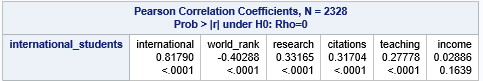 Pearson Correlation Coefficients, N = 2328
Prob > |r| under H0: Rho=0
international_students international world_rank research citations teaching income
0.81790 -0.40288 0.33165 0.31704 0.27778 0.02886
<.0001 <.0001 <.0001 <.0001 <.0001 0.1639